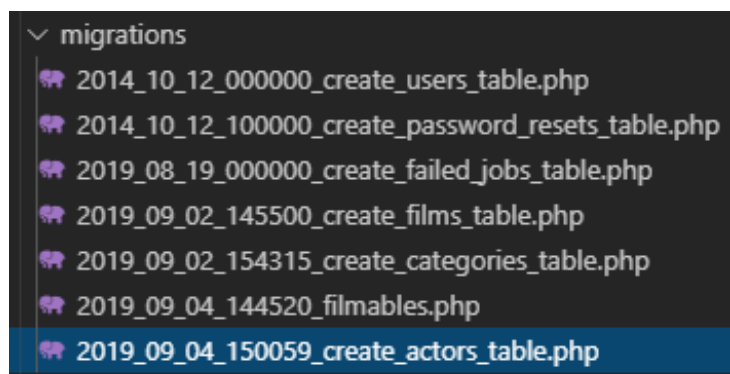 migrations
2014_10_12_000000_create_users_table.php
2014_10_12_100000_create_password_resets_table.php
2019_08_19_000000_create_failed_jobs_table.php
2019_09_02_145500_create_films_table.php
2019_09_02_154315_create_categories_table.php
2019_09_04_144520_filmables.php
2019_09_04_150059_create_actors_table.php